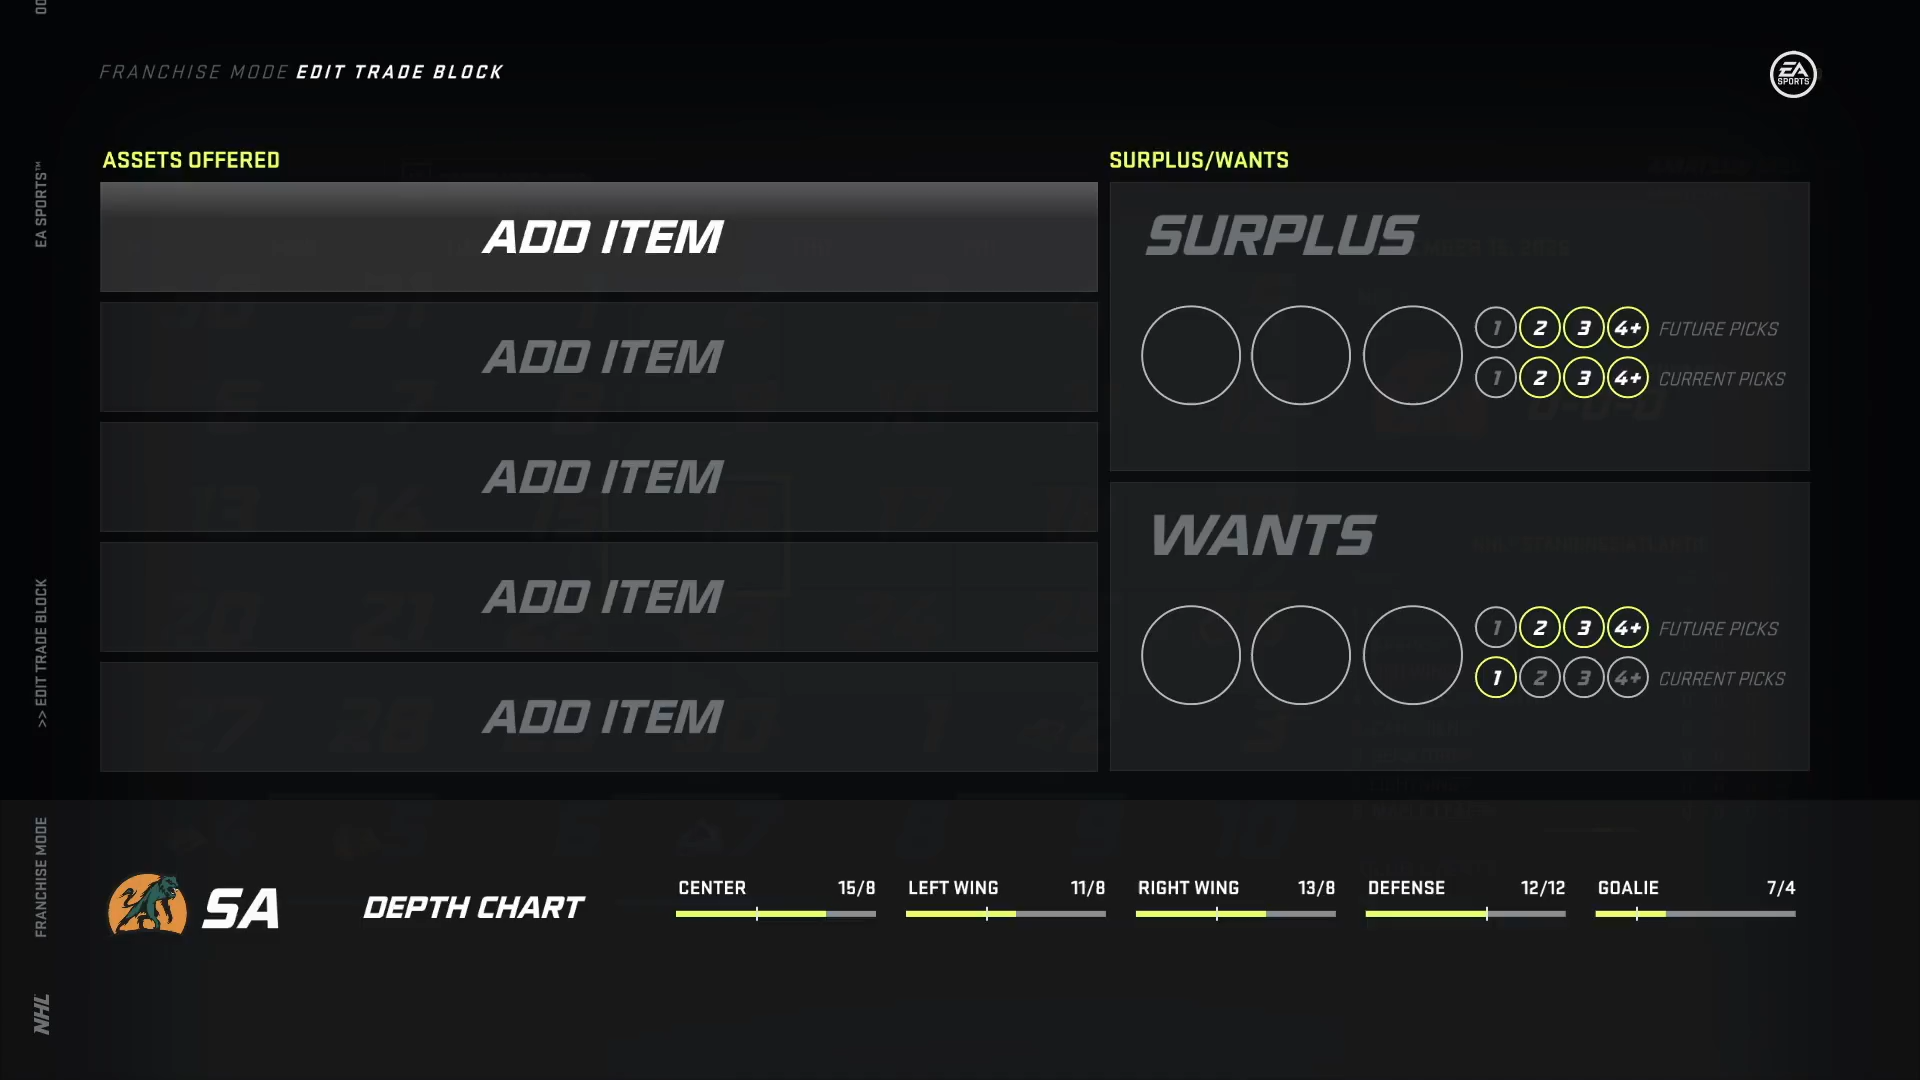 FRANCHISE MODE EDIT TRADE BLOCK
EA SPORTS
EA SPORTS™
>> EDIT TRADE BLOCK
FRANCHISE MODE
NHL
ASSETS OFFERED
ADD ITEM
ADD ITEM
ADD ITEM
ADD ITEM
ADD ITEM
SURPLUS/WANTS
SURPLUS
1 2 3 4+ FUTURE PICKS
1 2 3 4+ CURRENT PICKS
WANTS
1 2 3 4+ FUTURE PICKS
1 2 3 4+ CURRENT PICKS
SA
DEPTH CHART
CENTER 15/8
LEFT WING 11/8
RIGHT WING 13/8
DEFENSE 12/12
GOALIE 7/4